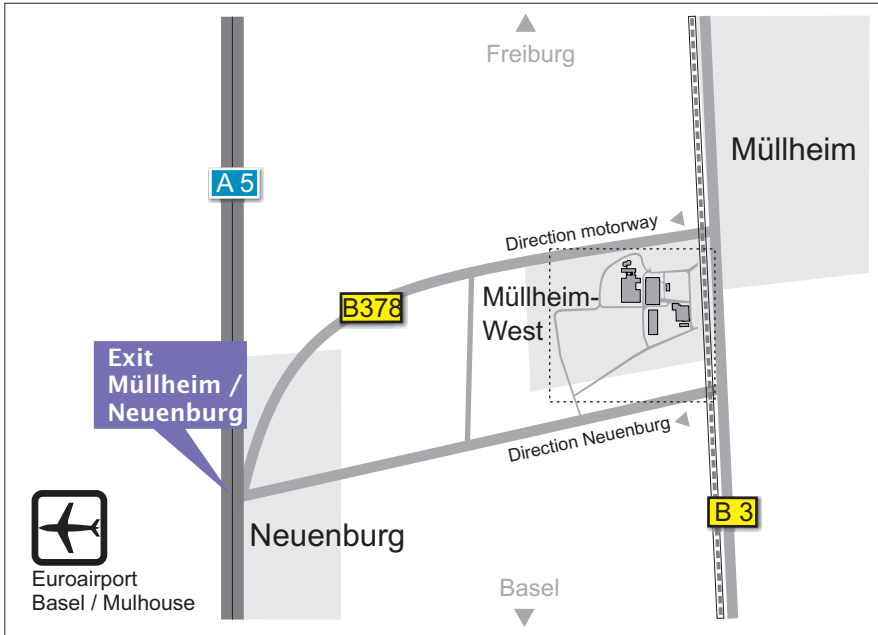 Freiburg
Müllheim
A 5
Direction motorway
B378
Müllheim-
West
Exit
Müllheim /
Neuenburg
Direction Neuenburg
B 3
Neuenburg
Euroairport
Basel / Mulhouse
Basel